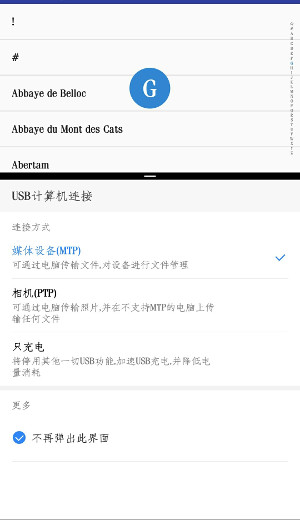 !
#
Abbaye de Belloc
G
Abbaye du Mont des Cats
Abertam
USB计算机连接
连接方式
媒体设备(MTP)
可通过电脑传输文件,对设备进行文件管理
相机(PTP)
可通过电脑传输照片,并在不支持MTP的电脑上传
输任何文件
只充电
将停用其他一切USB功能,加速USB充电,并降低电
量消耗
更多
不再弹出此界面